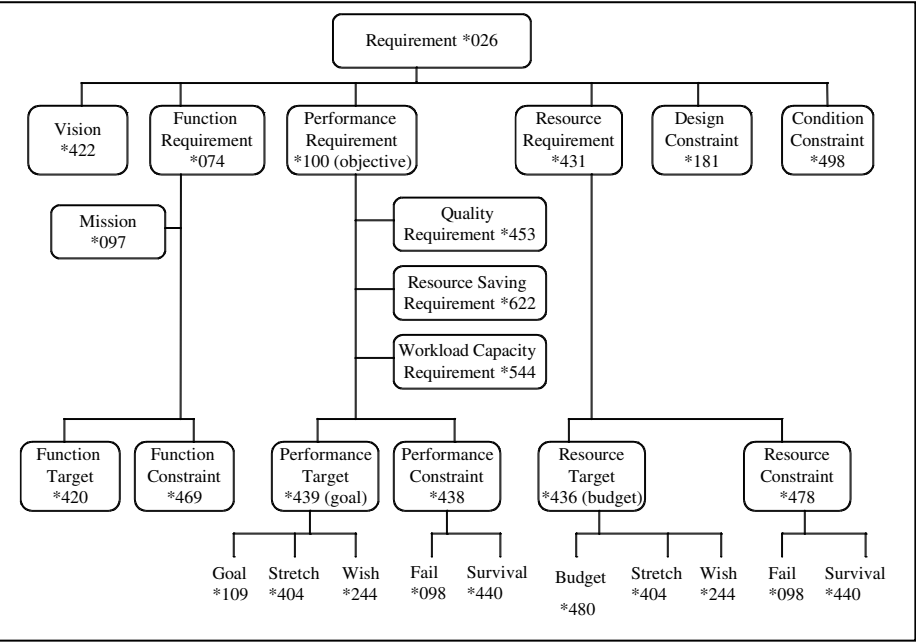 Requirement *026
Vision
*422
Function
Requirement
*074
Performance
Requirement
*100 (objective)
Resource
Requirement
*431
Design
Constraint
*181
Condition
Constraint
*498
Mission
*097
Quality
Requirement *453
Resource Saving
Requirement *622
Workload Capacity
Requirement *544
Function
Target
*420
Function
Constraint
*469
Performance
Target
*439 (goal)
Performance
Constraint
*438
Resource
Target
*436 (budget)
Resource
Constraint
*478
Goal
*109
Stretch
*404
Wish
*244
Fail
*098
Survival
*440
Budget
*480
Stretch
*404
Wish
*244
Fail
*098
Survival
*440